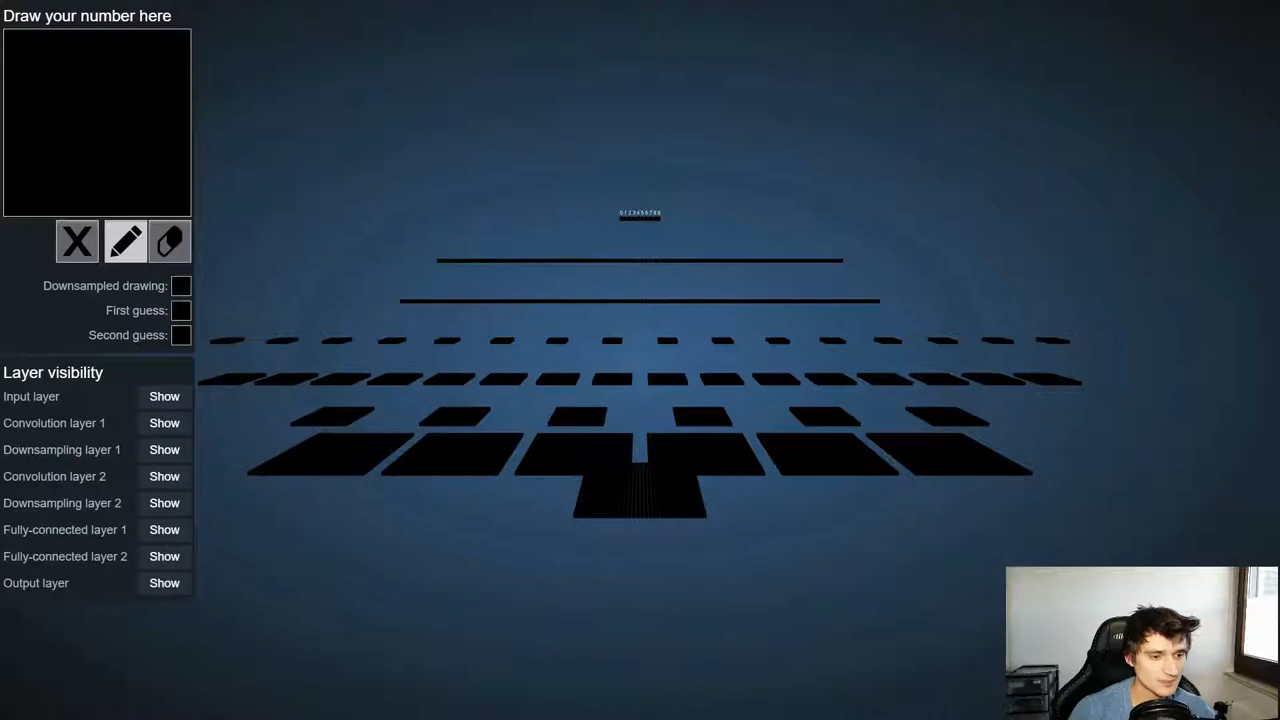 Draw your number here
0123456789
X
Downsampled drawing:
First guess:
Second guess:
Layer visibility
Input layer Show
Convolution layer 1 Show
Downsampling layer 1 Show
Convolution layer 2 Show
Downsampling layer 2 Show
Fully-connected layer 1 Show
Fully-connected layer 2 Show
Output layer Show